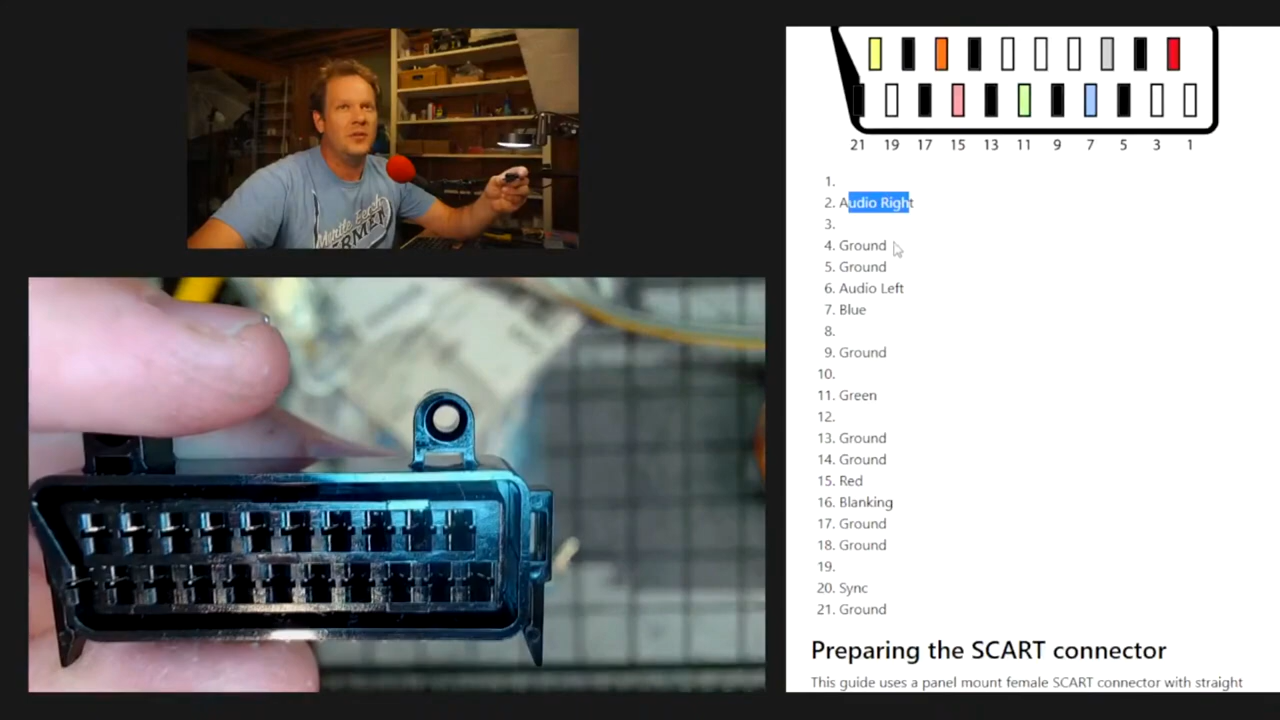 21 19 17 15 13 11 9 7 5 3 1
1.
2. Audio Right
3.
4. Ground
5. Ground
6. Audio Left
7. Blue
8.
9. Ground
10.
11. Green
12.
13. Ground
14. Ground
15. Red
16. Blanking
17. Ground
18. Ground
19.
20. Sync
21. Ground
Preparing the SCART connector
This guide uses a panel mount female SCART connector with straight